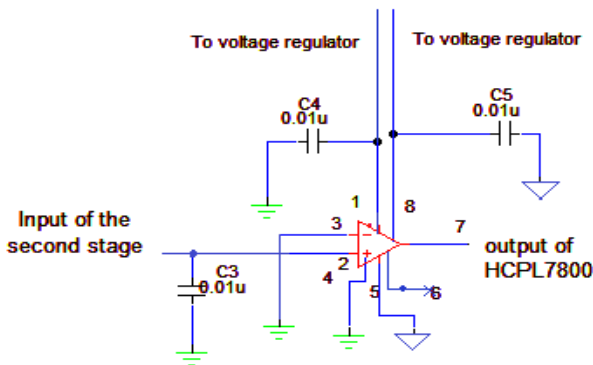 To voltage regulator
To voltage regulator
C4
0.01u
C5
0.01u
1
8
3
7
Input of the
second stage
output of
HCPL7800
2
4
5
6
C3
0.01u